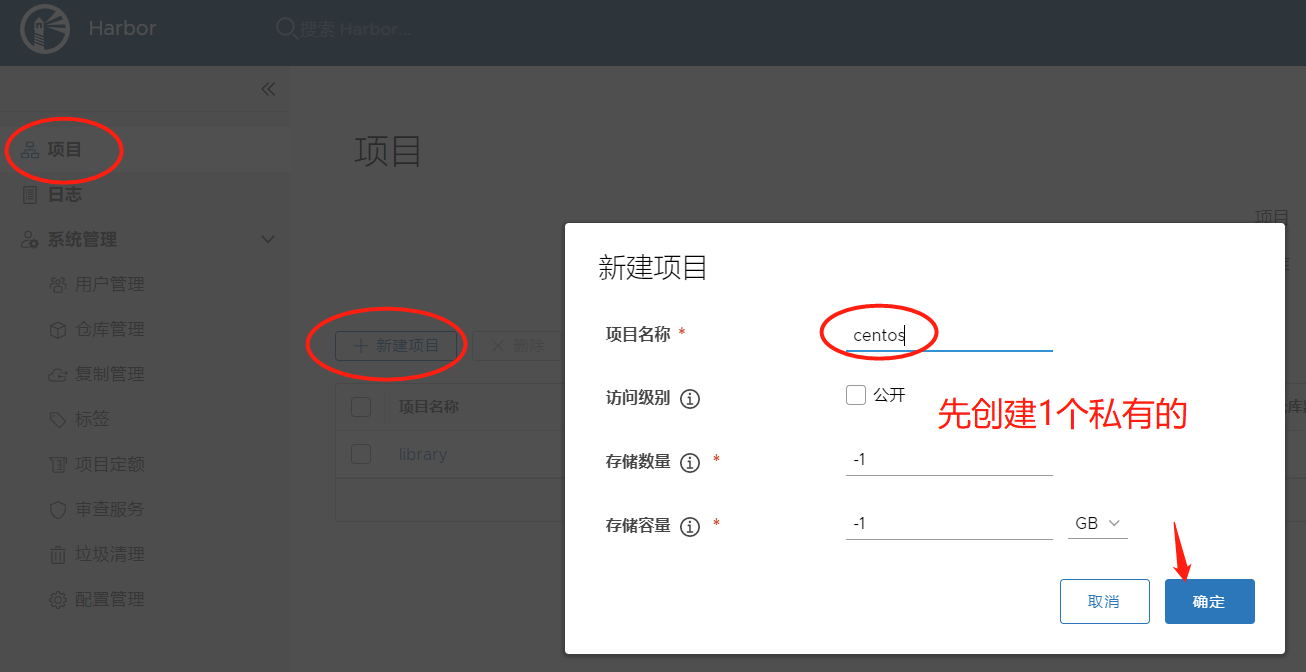 Harbor
搜索 Harbor...
项目
日志
系统管理
用户管理
仓库管理
复制管理
标签
项目定额
审查服务
垃圾清理
配置管理
项目
项目
新建项目
删除
项目名称
library
新建项目
项目名称 *
centos
访问级别
公开
先创建1个私有的
存储数量 *
-1
存储容量 *
-1
GB
取消
确定